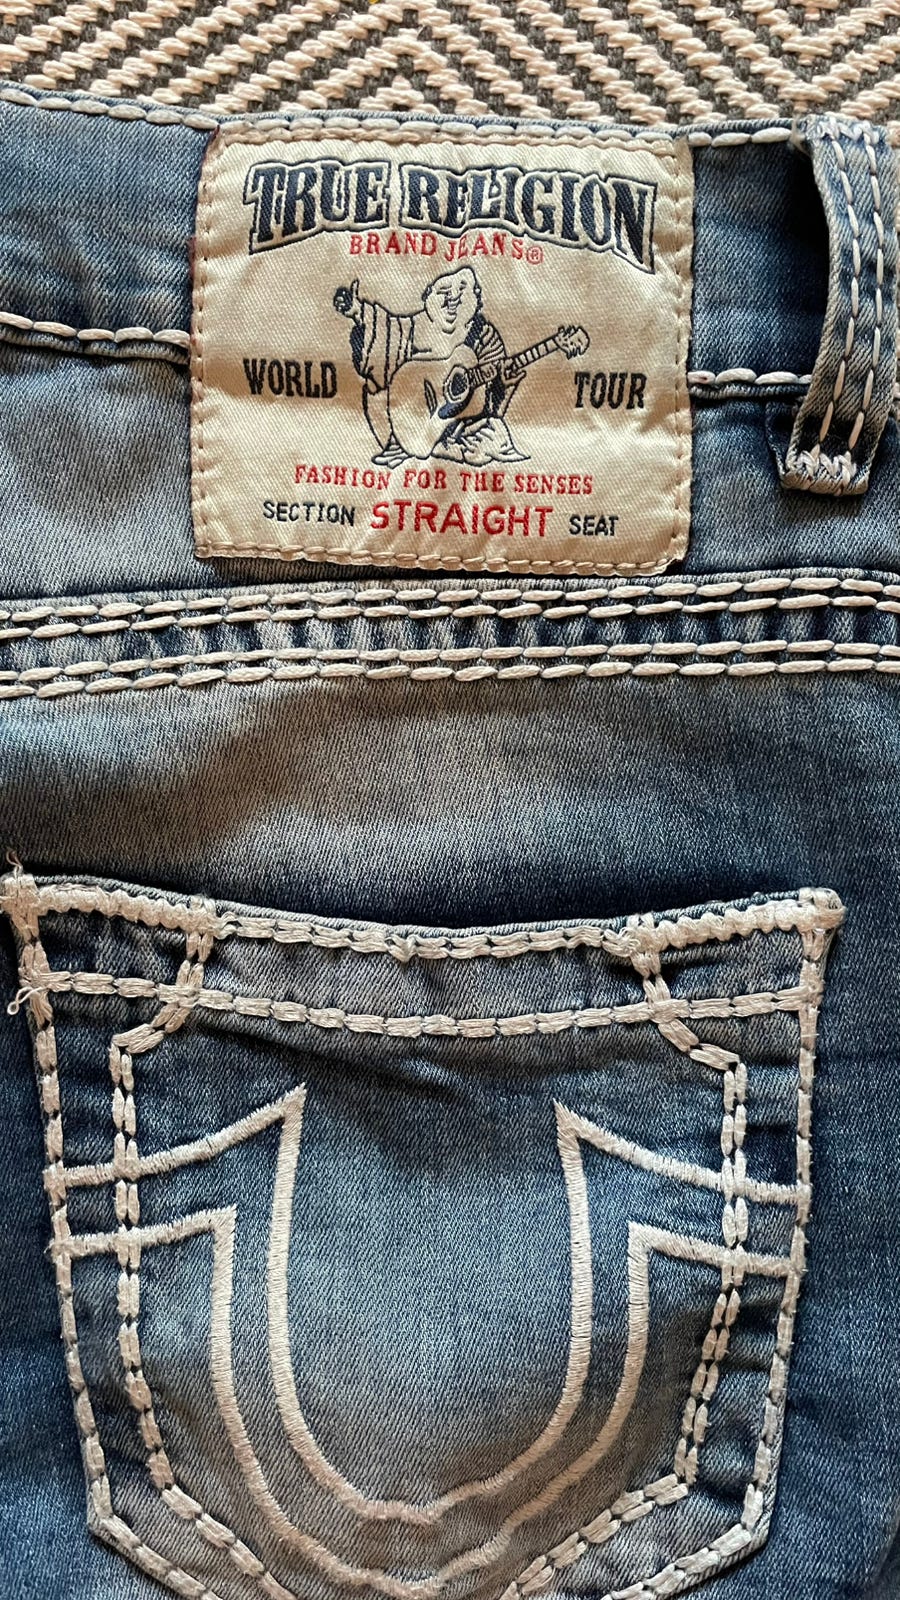 TRUE RELIGION
BRAND JEANS®
WORLD TOUR
FASHION FOR THE SENSES
SECTION STRAIGHT SEAT